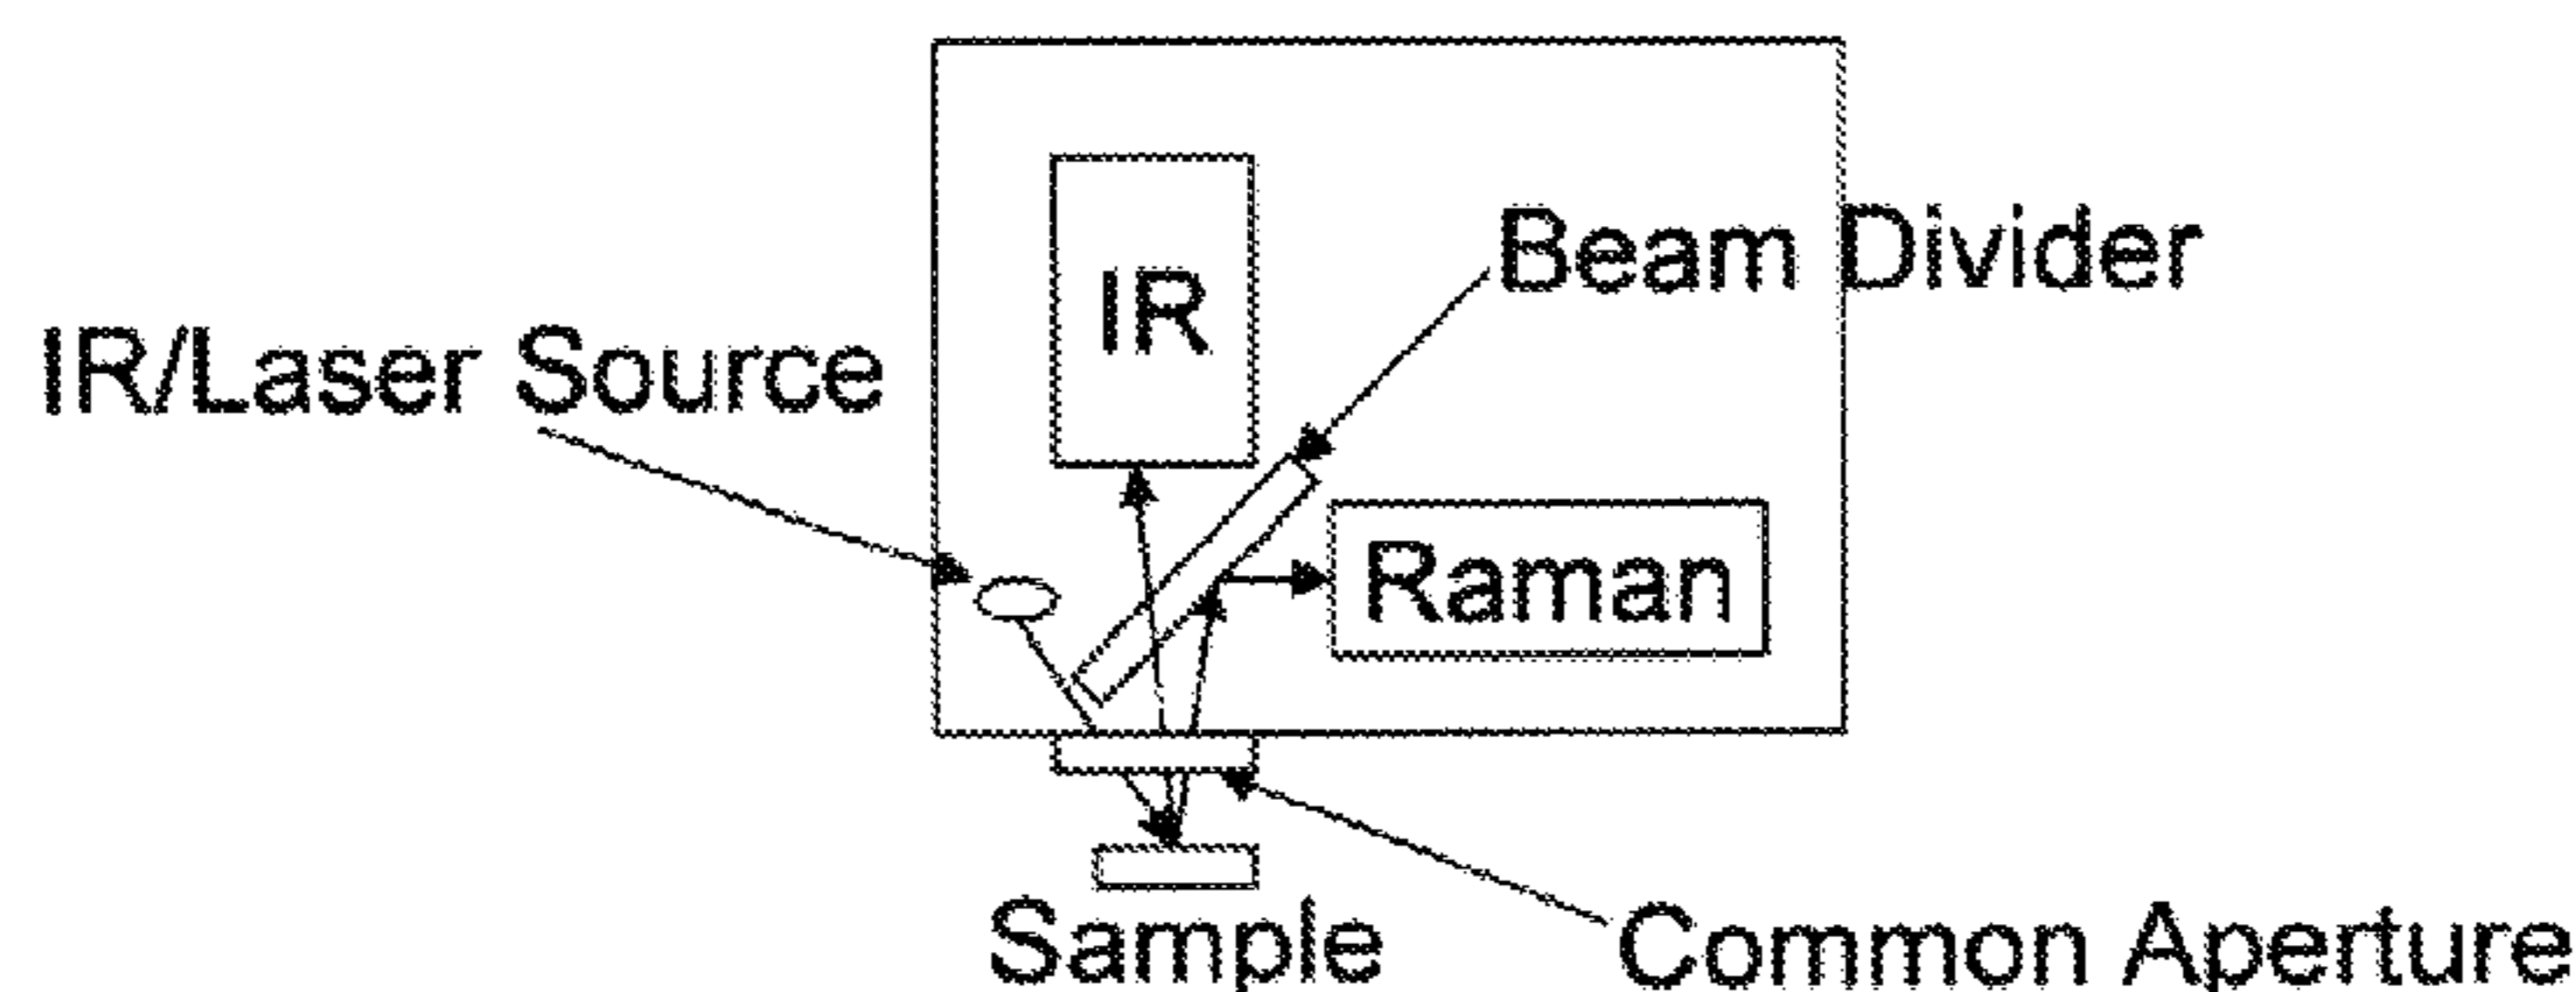 Beam Divider
IR
IR/Laser Source
Raman
Sample
Common Aperture